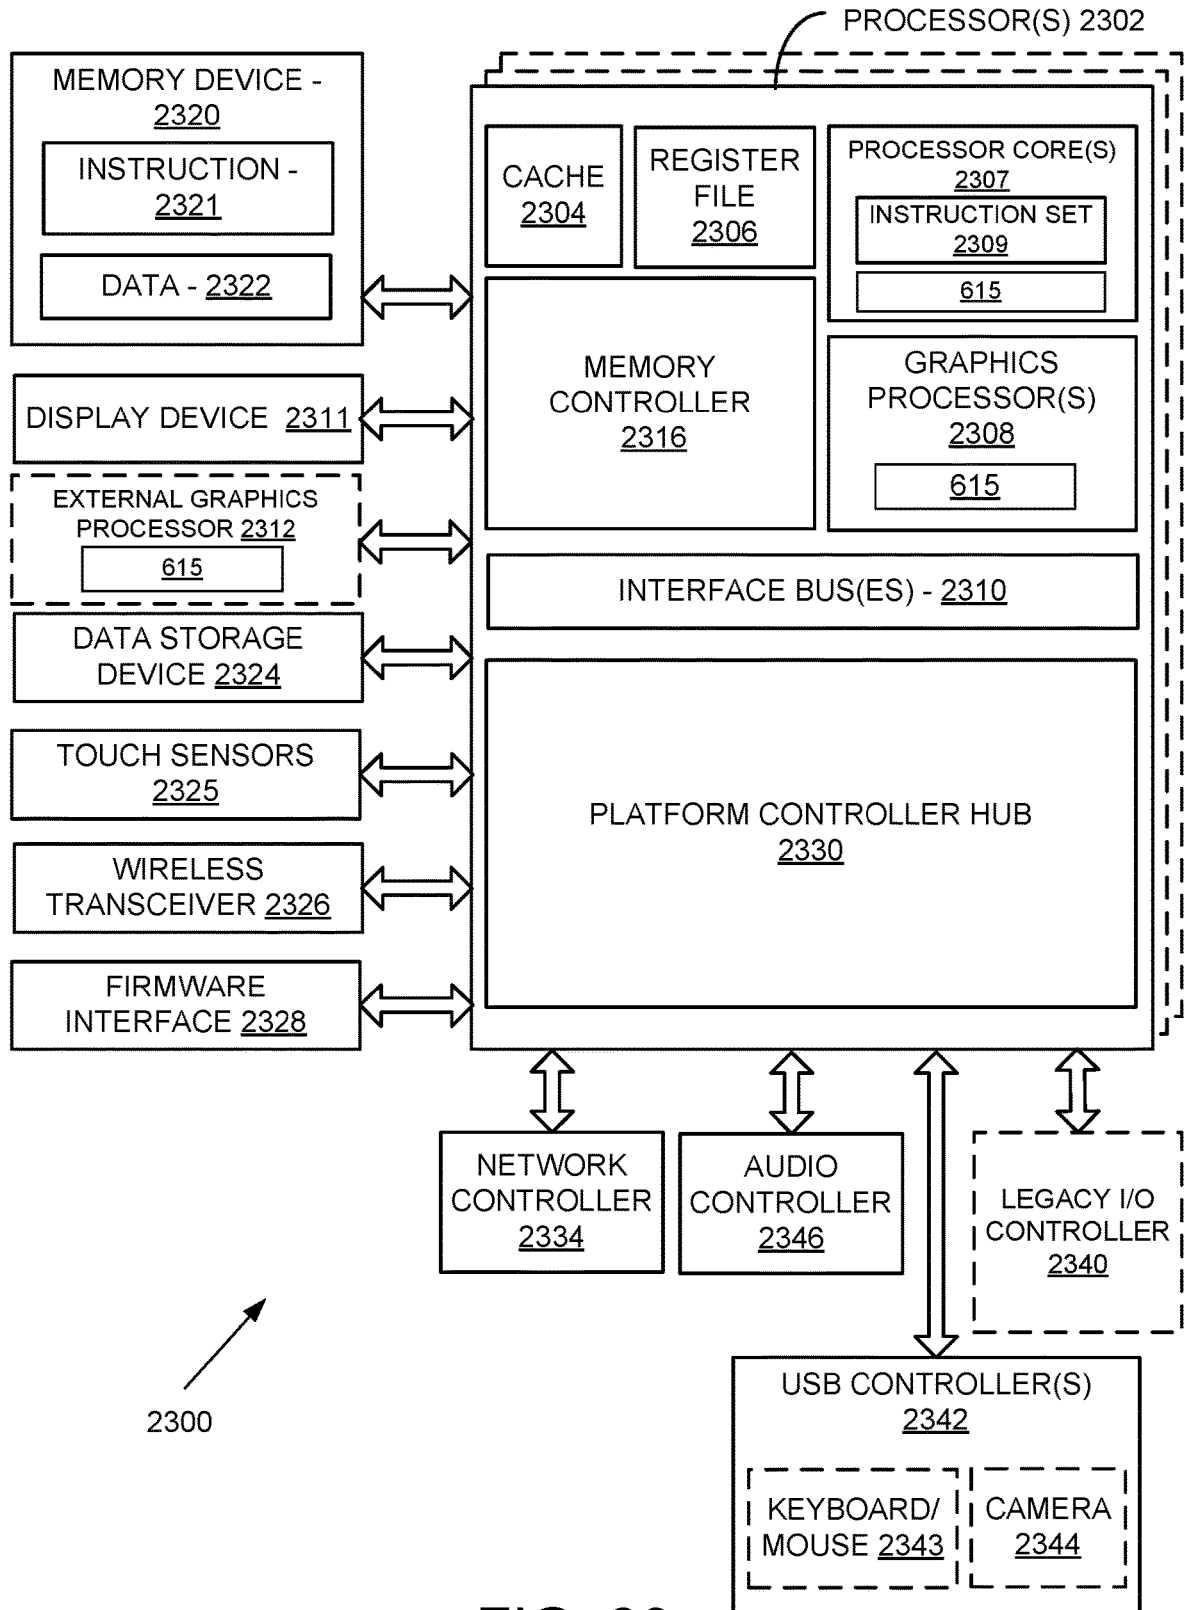 PROCESSOR(S) 2302
MEMORY DEVICE -
2320
INSTRUCTION -
2321
DATA - 2322
CACHE
2304
REGISTER
FILE
2306
PROCESSOR CORE(S)
2307
INSTRUCTION SET
2309
615
MEMORY
CONTROLLER
2316
GRAPHICS
PROCESSOR(S)
2308
615
DISPLAY DEVICE 2311
EXTERNAL GRAPHICS
PROCESSOR 2312
615
INTERFACE BUS(ES) - 2310
DATA STORAGE
DEVICE 2324
TOUCH SENSORS
2325
PLATFORM CONTROLLER HUB
2330
WIRELESS
TRANSCEIVER 2326
FIRMWARE
INTERFACE 2328
NETWORK
CONTROLLER
2334
AUDIO
CONTROLLER
2346
LEGACY I/O
CONTROLLER
2340
2300
USB CONTROLLER(S)
2342
KEYBOARD/
MOUSE 2343
CAMERA
2344